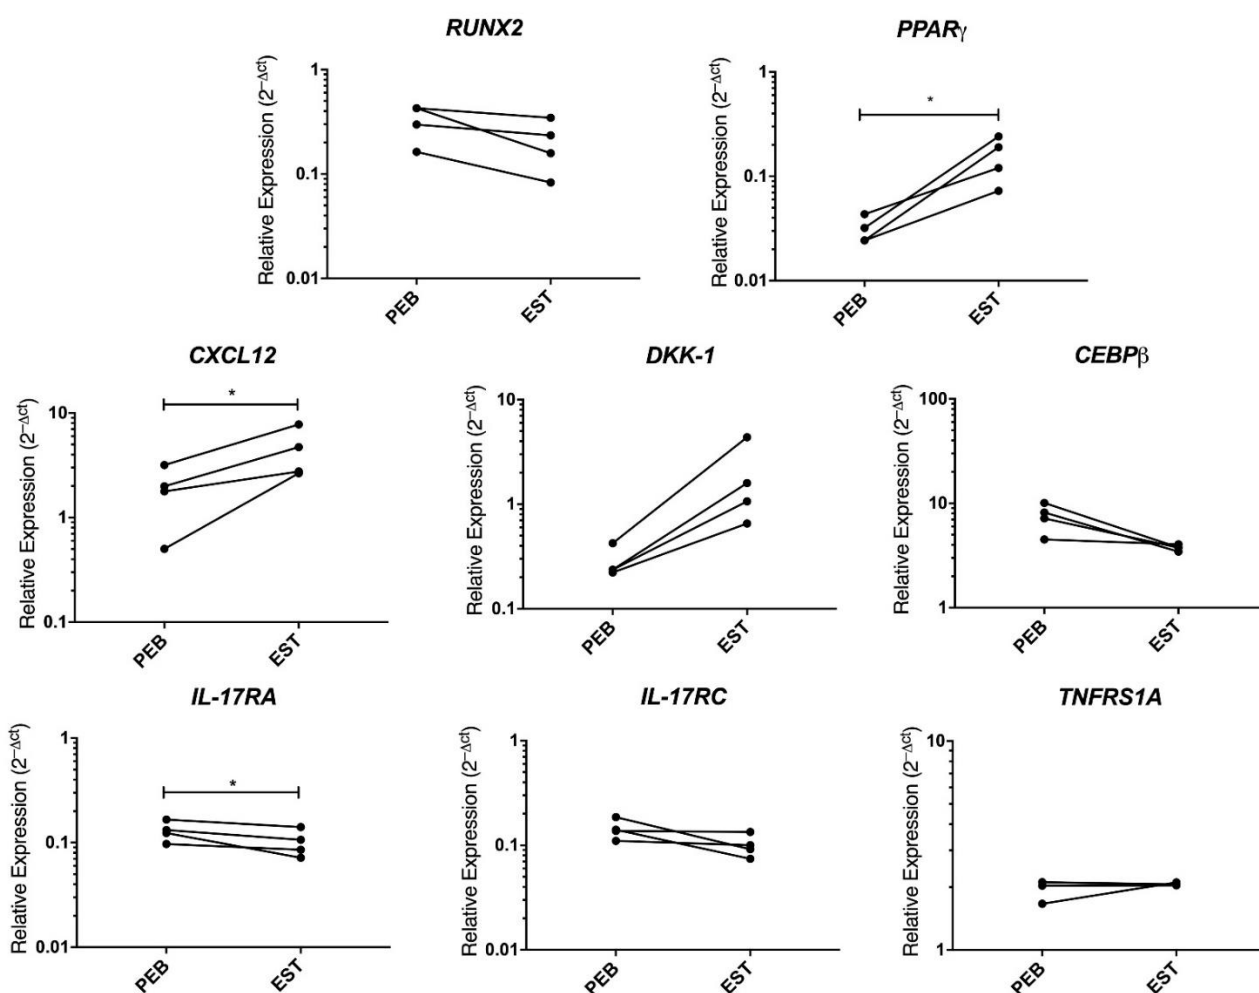 RUNX2
Relative Expression (2−Δct)
1
0.1
0.01
PEB
EST
PPARγ
Relative Expression (2−Δct)
1
0.1
0.01
*
PEB
EST
CXCL12
Relative Expression (2−Δct)
10
1
0.1
*
PEB
EST
DKK-1
Relative Expression (2−Δct)
10
1
0.1
PEB
EST
CEBPβ
Relative Expression (2−Δct)
100
10
1
PEB
EST
IL-17RA
Relative Expression (2−Δct)
1
0.1
0.01
*
PEB
EST
IL-17RC
Relative Expression (2−Δct)
1
0.1
0.01
PEB
EST
TNFRS1A
Relative Expression (2−Δct)
10
1
PEB
EST